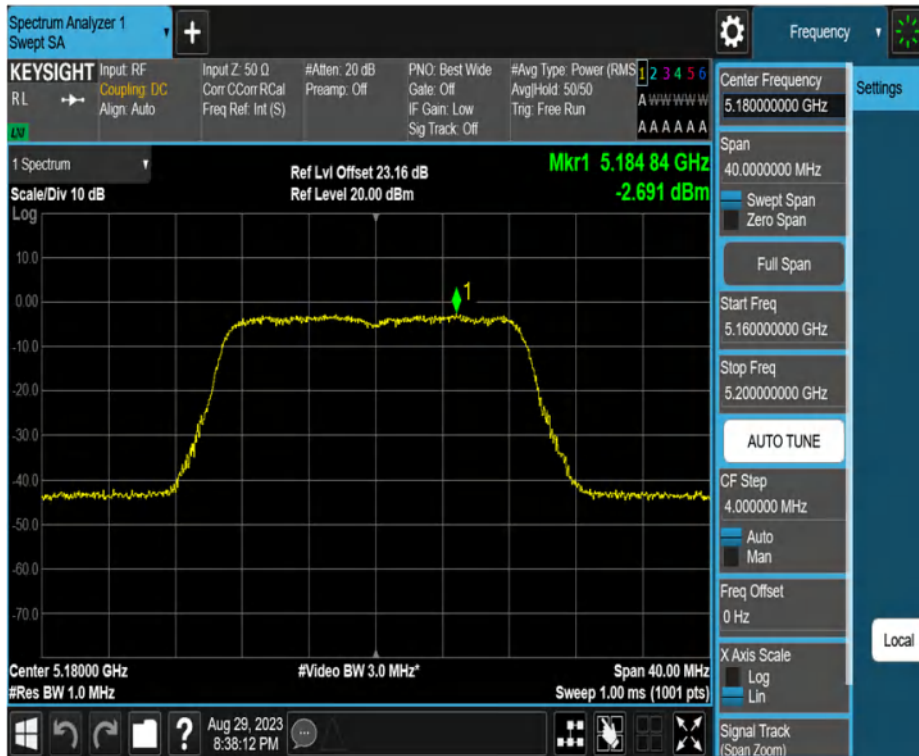 Spectrum Analyzer 1
Swept SA
+
Frequency
KEYSIGHT
RL
LXI
Input: RF
Coupling: DC
Align: Auto
Input Z: 50 Ω
Corr CCorr RCal
Freq Ref: Int (S)
#Atten: 20 dB
Preamp: Off
PNO: Best Wide
Gate: Off
IF Gain: Low
Sig Track: Off
#Avg Type: Power (RMS
Avg|Hold: 50/50
Trig: Free Run
1 2 3 4 5 6
A W W W W W
A A A A A A
1 Spectrum
Scale/Div 10 dB
Ref Lvl Offset 23.16 dB
Ref Level 20.00 dBm
Mkr1 5.184 84 GHz
-2.691 dBm
Log
10.0
0.00
-10.0
-20.0
-30.0
-40.0
-50.0
-60.0
-70.0
1
Center 5.18000 GHz
#Res BW 1.0 MHz
#Video BW 3.0 MHz*
Span 40.00 MHz
Sweep 1.00 ms (1001 pts)
?
Aug 29, 2023
8:38:12 PM
Center Frequency
5.180000000 GHz
Span
40.0000000 MHz
Swept Span
Zero Span
Full Span
Start Freq
5.160000000 GHz
Stop Freq
5.200000000 GHz
AUTO TUNE
CF Step
4.000000 MHz
Auto
Man
Freq Offset
0 Hz
X Axis Scale
Log
Lin
Signal Track
(Span Zoom)
Settings
Local